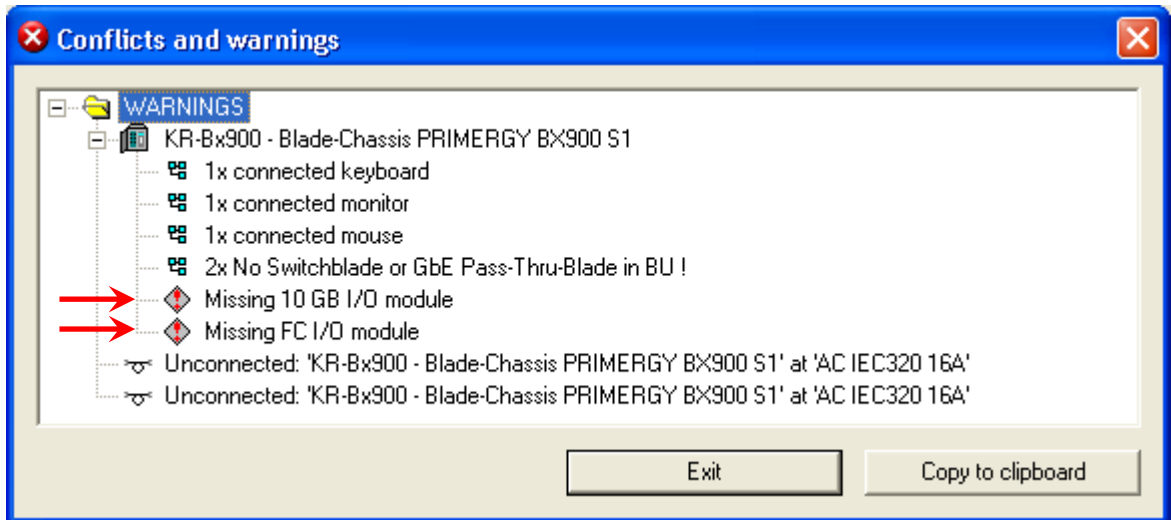 Conflicts and warnings
WARNINGS
KR-Bx900 - Blade-Chassis PRIMERGY BX900 S1
1x connected keyboard
1x connected monitor
1x connected mouse
2x No Switchblade or GbE Pass-Thru-Blade in BU !
Missing 10 GB I/O module
Missing FC I/O module
Unconnected: 'KR-Bx900 - Blade-Chassis PRIMERGY BX900 S1' at 'AC IEC320 16A'
Unconnected: 'KR-Bx900 - Blade-Chassis PRIMERGY BX900 S1' at 'AC IEC320 16A'
Exit
Copy to clipboard